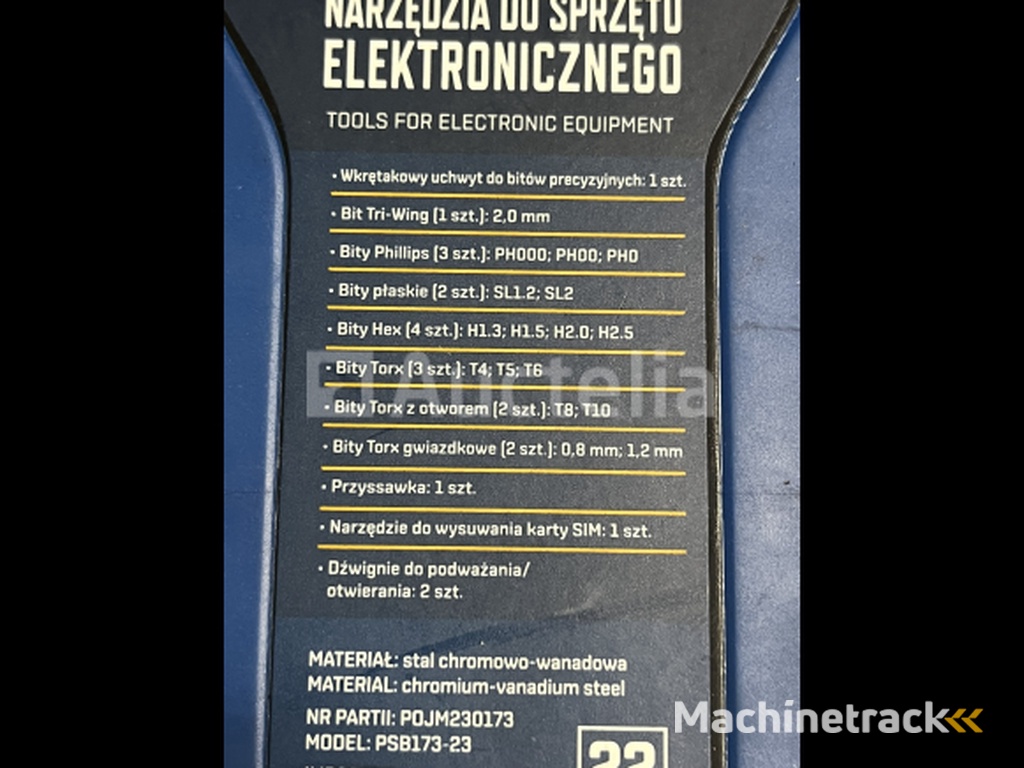 NARZĘDZIA DO SPRZĘTU
ELEKTRONICZNEGO
TOOLS FOR ELECTRONIC EQUIPMENT
• Wkrętakowy uchwyt do bitów precyzyjnych: 1 szt.
• Bit Tri-Wing (1 szt.): 2,0 mm
• Bity Phillips (3 szt.): PH000; PH00; PH0
• Bity płaskie (2 szt.): SL1.2; SL2
• Bity Hex (4 szt.): H1.3; H1.5; H2.0; H2.5
• Bity Torx (3 szt.): T4; T5; T6
Auctelia
• Bity Torx z otworem (2 szt.): T8; T10
• Bity Torx gwiazdkowe (2 szt.): 0,8 mm; 1,2 mm
• Przyssawka: 1 szt.
• Narzędzie do wysuwania karty SIM: 1 szt.
• Dźwignie do podważania/
otwierania: 2 szt.
MATERIAŁ: stal chromowo-wanadowa
MATERIAL: chromium-vanadium steel
NR PARTII: POJM230173
MODEL: PSB173-23
Machinetrack